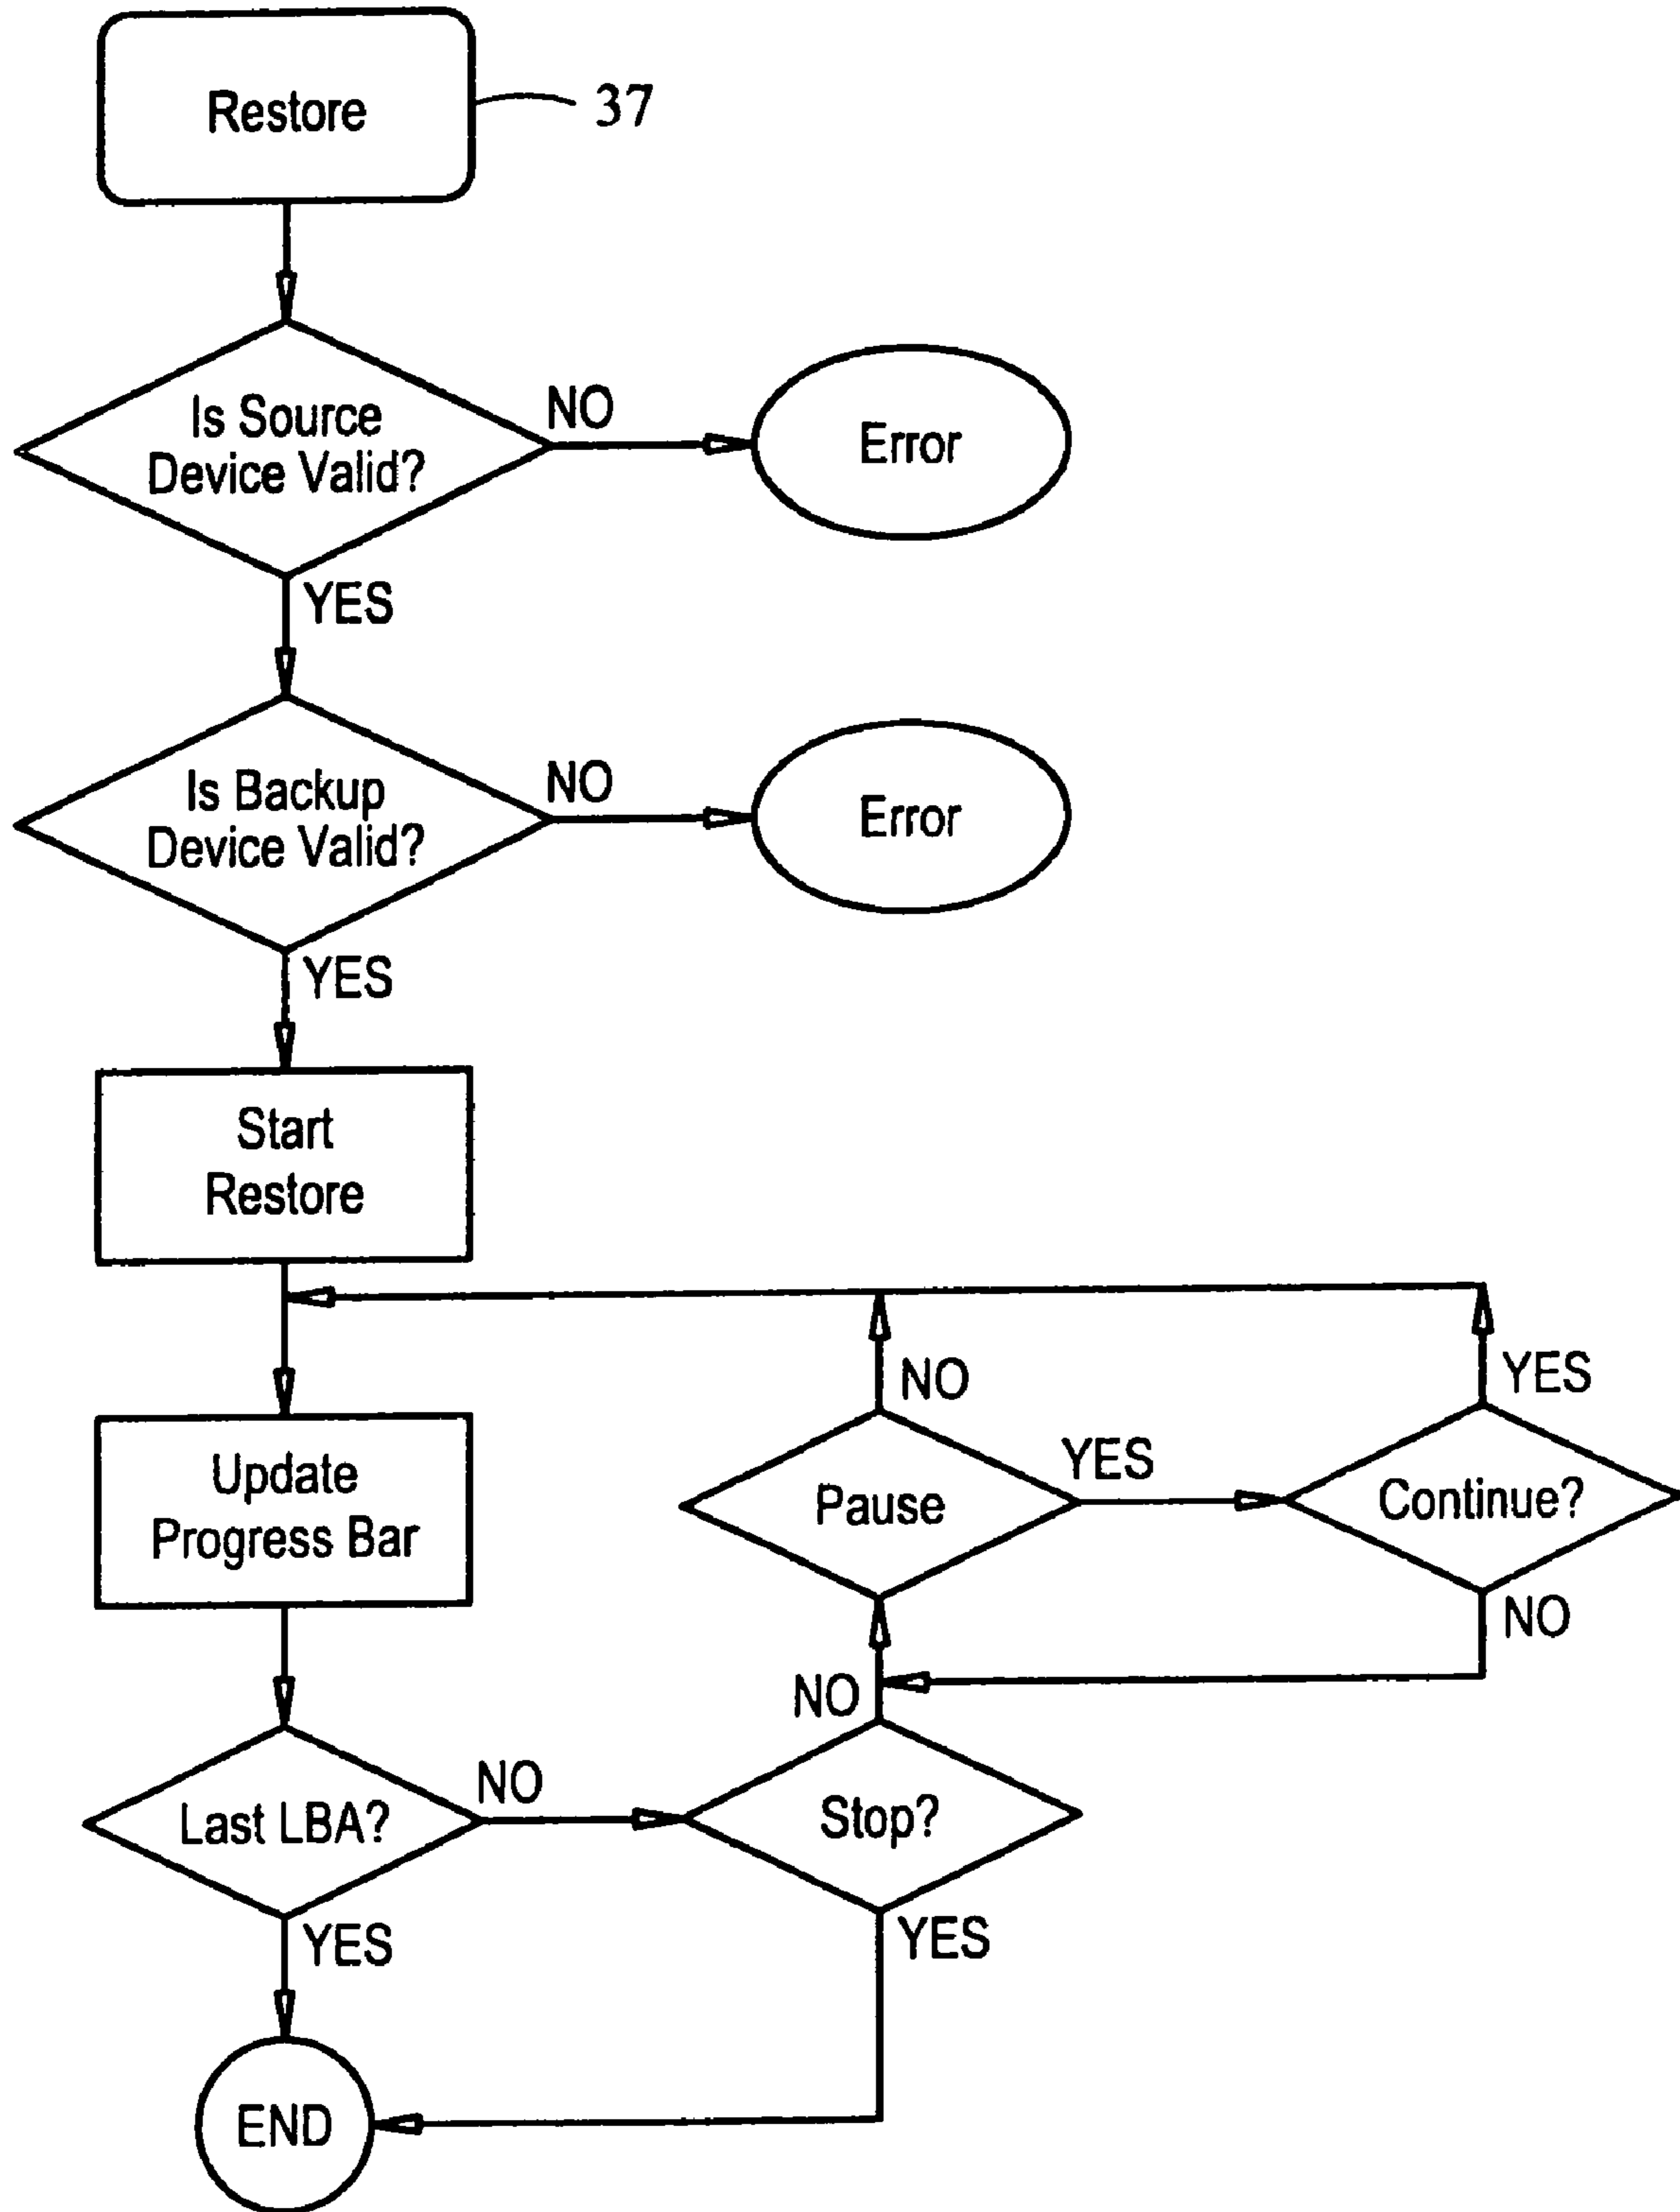 Restore
37
Is Source
Device Valid?
NO
Error
YES
Is Backup
Device Valid?
NO
Error
YES
Start
Restore
NO
YES
Update
Progress Bar
Pause
YES
Continue?
NO
NO
Last LBA?
NO
Stop?
YES
YES
END